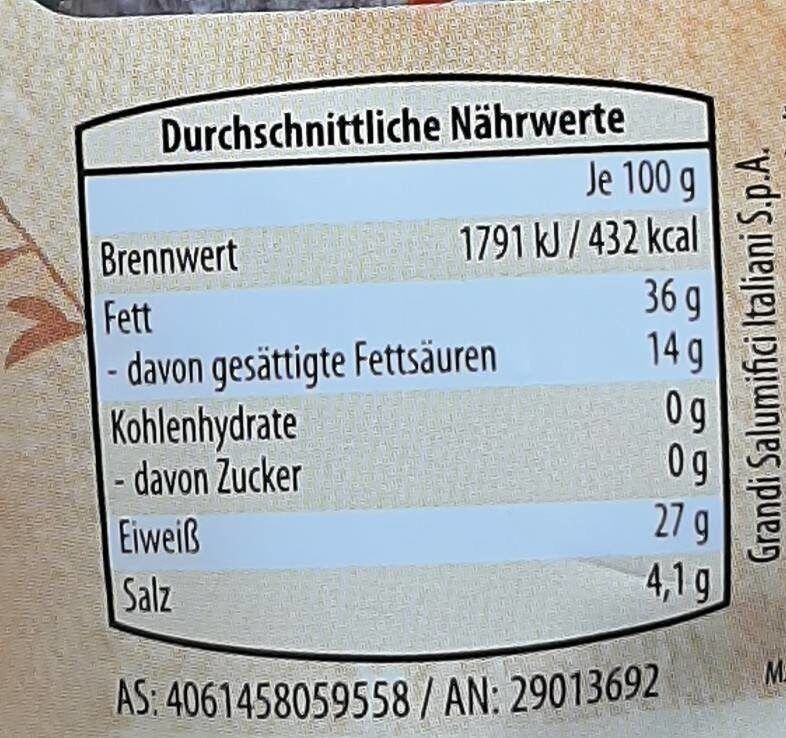 Durchschnittliche Nährwerte
Je 100 g
Brennwert 1791 kJ / 432 kcal
Fett 36 g
- davon gesättigte Fettsäuren 14 g
Kohlenhydrate 0 g
- davon Zucker 0 g
Eiweiß 27 g
Salz 4,1 g
AS: 4061458059558 / AN: 29013692
Grandi Salumifici Italiani S.p.A.